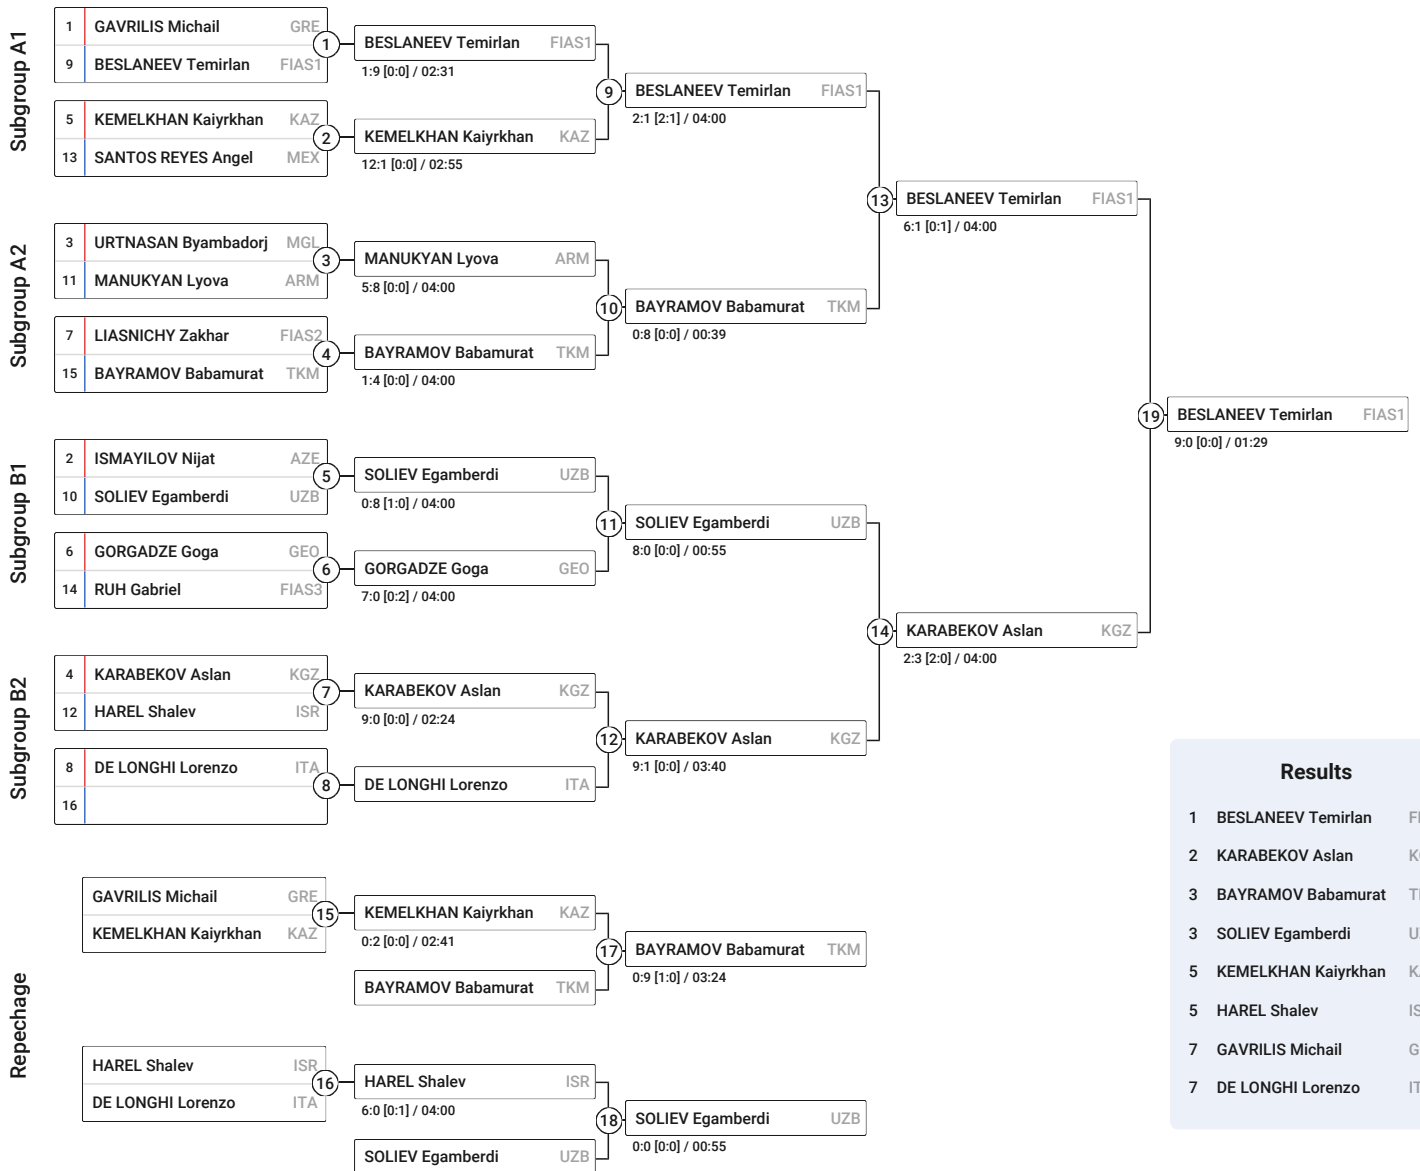 Subgroup A1
1 GAVRILIS Michail GRE
9 BESLANEEV Temirlan FIAS1
1
BESLANEEV Temirlan FIAS1
1:9 [0:0] / 02:31
5 KEMELKHAN Kaiyrkhan KAZ
13 SANTOS REYES Angel MEX
2
KEMELKHAN Kaiyrkhan KAZ
12:1 [0:0] / 02:55
9
BESLANEEV Temirlan FIAS1
2:1 [2:1] / 04:00
Subgroup A2
3 URTNASAN Byambadorj MGL
11 MANUKYAN Lyova ARM
3
MANUKYAN Lyova ARM
5:8 [0:0] / 04:00
7 LIASNICHY Zakhar FIAS2
15 BAYRAMOV Babamurat TKM
4
BAYRAMOV Babamurat TKM
1:4 [0:0] / 04:00
10
BAYRAMOV Babamurat TKM
0:8 [0:0] / 00:39
13
BESLANEEV Temirlan FIAS1
6:1 [0:1] / 04:00
Subgroup B1
2 ISMAYILOV Nijat AZE
10 SOLIEV Egamberdi UZB
5
SOLIEV Egamberdi UZB
0:8 [1:0] / 04:00
6 GORGADZE Goga GEO
14 RUH Gabriel FIAS3
6
GORGADZE Goga GEO
7:0 [0:2] / 04:00
11
SOLIEV Egamberdi UZB
8:0 [0:0] / 00:55
Subgroup B2
4 KARABEKOV Aslan KGZ
12 HAREL Shalev ISR
7
KARABEKOV Aslan KGZ
9:0 [0:0] / 02:24
8 DE LONGHI Lorenzo ITA
16
8
DE LONGHI Lorenzo ITA
12
KARABEKOV Aslan KGZ
9:1 [0:0] / 03:40
14
KARABEKOV Aslan KGZ
2:3 [2:0] / 04:00
19
BESLANEEV Temirlan FIAS1
9:0 [0:0] / 01:29
Repechage
GAVRILIS Michail GRE
KEMELKHAN Kaiyrkhan KAZ
15
KEMELKHAN Kaiyrkhan KAZ
0:2 [0:0] / 02:41
BAYRAMOV Babamurat TKM
17
BAYRAMOV Babamurat TKM
0:9 [1:0] / 03:24
HAREL Shalev ISR
DE LONGHI Lorenzo ITA
16
HAREL Shalev ISR
6:0 [0:1] / 04:00
SOLIEV Egamberdi UZB
18
SOLIEV Egamberdi UZB
0:0 [0:0] / 00:55
Results
1 BESLANEEV Temirlan
2 KARABEKOV Aslan
3 BAYRAMOV Babamurat
3 SOLIEV Egamberdi
5 KEMELKHAN Kaiyrkhan
5 HAREL Shalev
7 GAVRILIS Michail
7 DE LONGHI Lorenzo